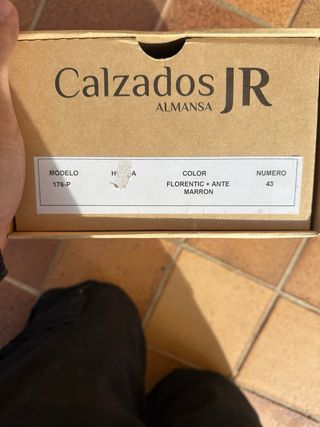 Calzados JR
ALMANSA
MODELO COLOR NUMERO
176-P FLORENTIC + ANTE 43
MARRON